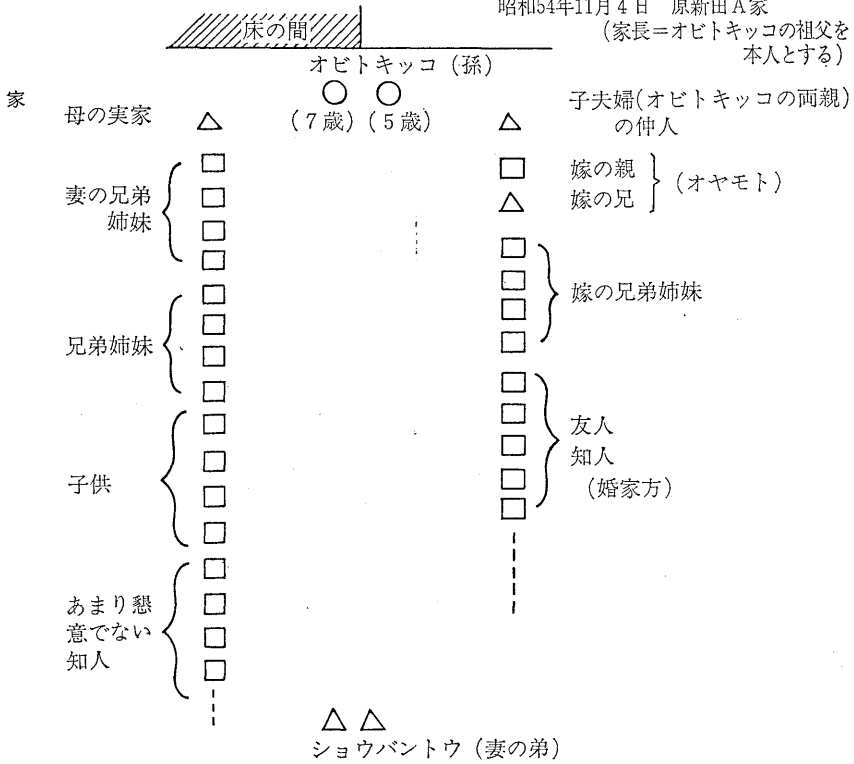 昭和54年11月4日 原新田A家
(家長=オビトキッコの祖父を
本人とする)
床の間
オビトキッコ(孫)
(7歳)(5歳)
家
母の実家
妻の兄弟
姉妹
兄弟姉妹
子供
あまり懇
意でない
知人
子夫婦(オビトキッコの両親)
の仲人
嫁の親
嫁の兄
(オヤモト)
嫁の兄弟姉妹
友人
知人
(婚家方)
ショウバントウ(妻の弟)